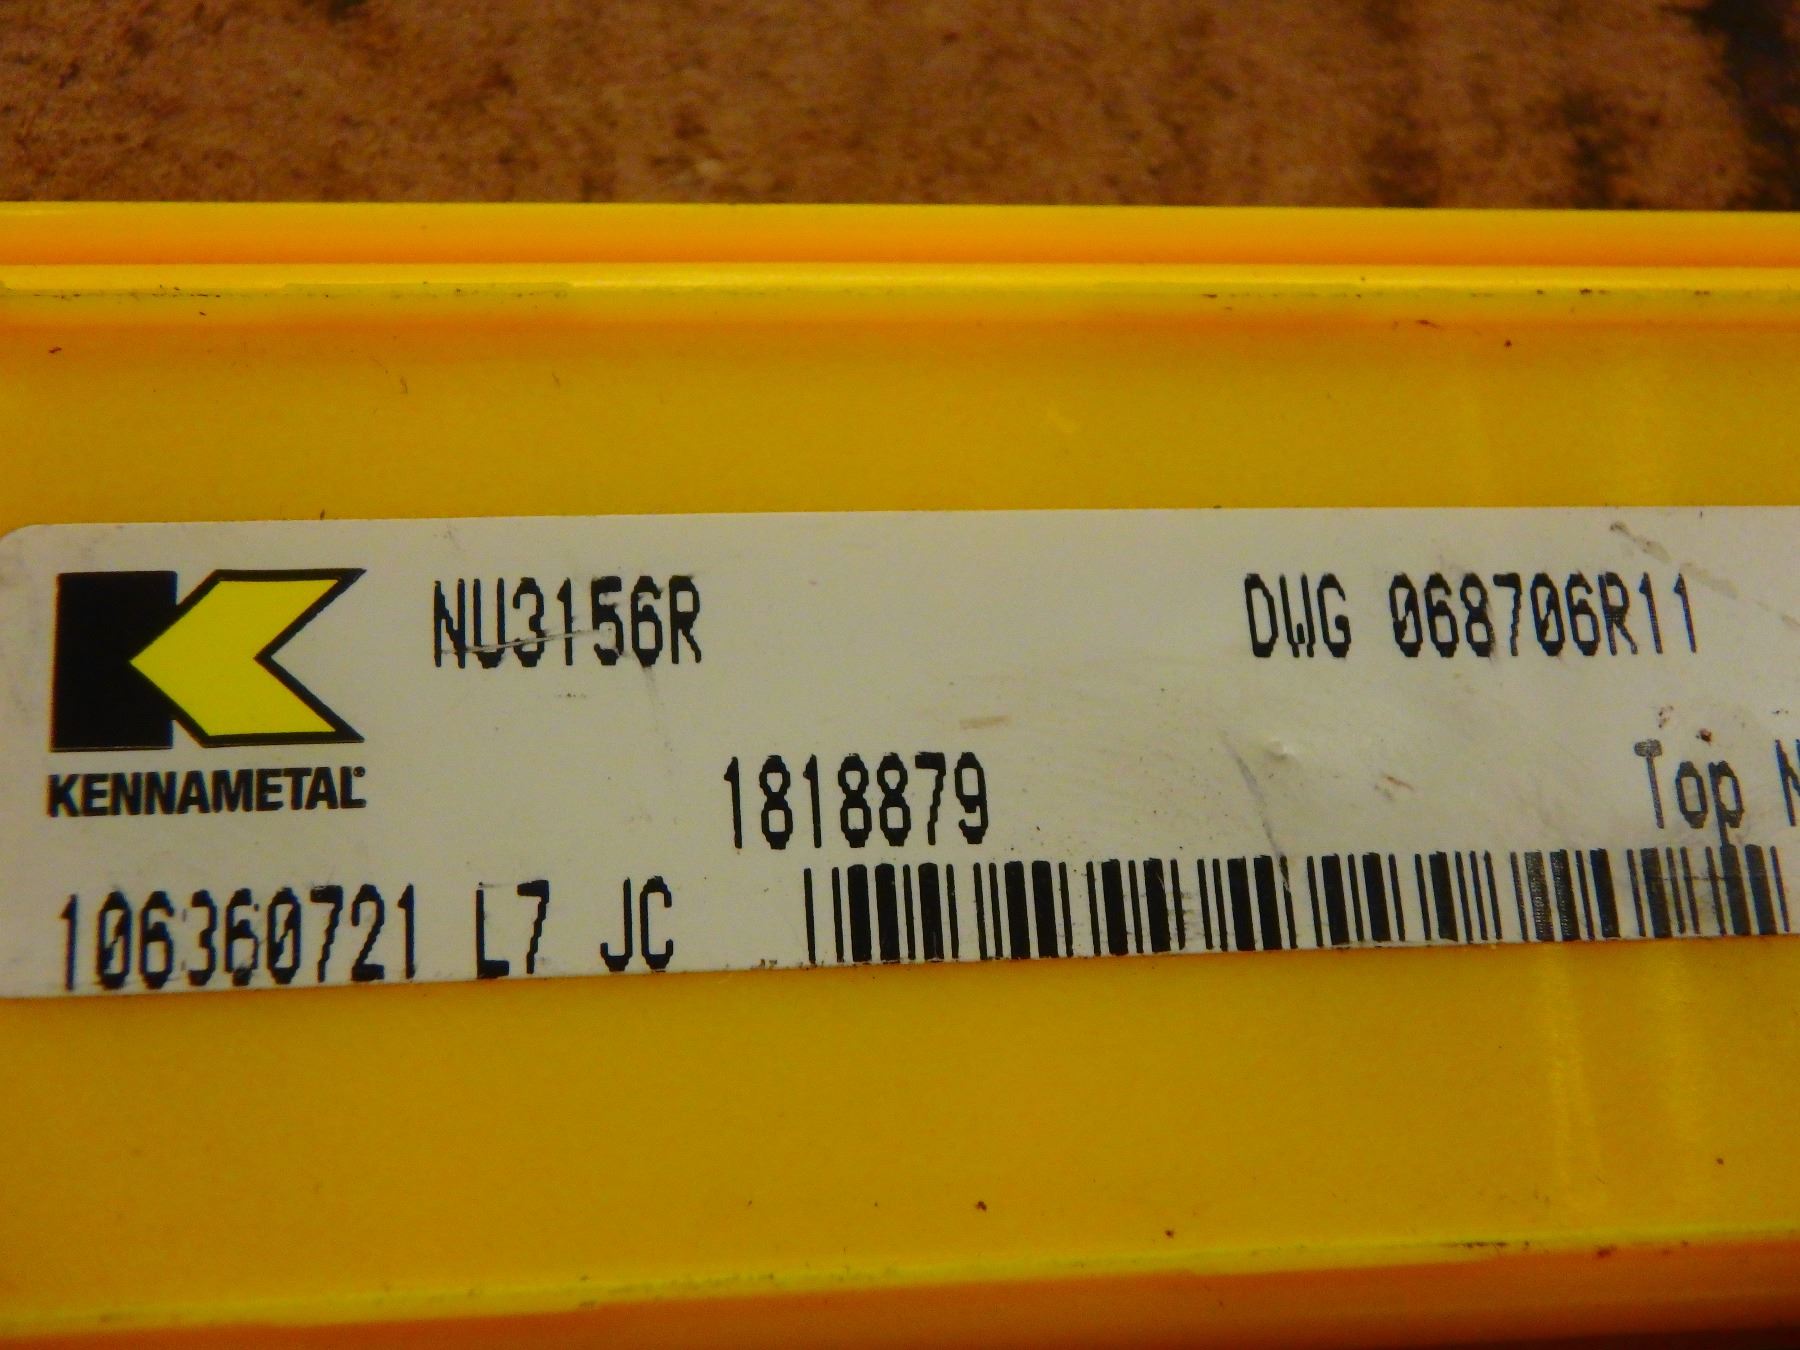 NU3156R DWG 068706R11
KENNAMETAL®
1818879 Top
106360721 L7 JC